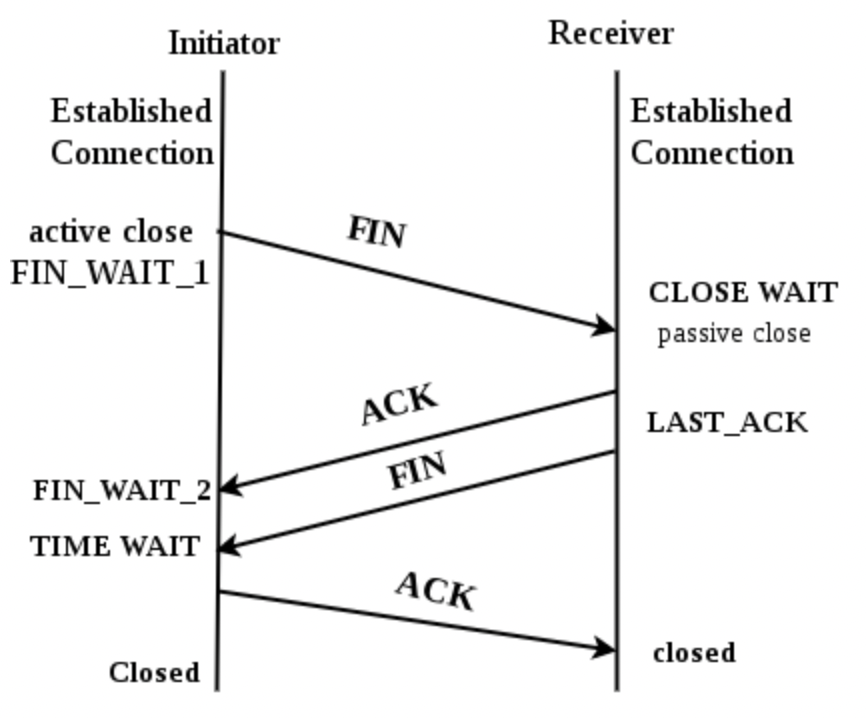 Initiator
Receiver
Established
Connection
Established
Connection
active close
FIN_WAIT_1
FIN
CLOSE WAIT
passive close
ACK
LAST_ACK
FIN
FIN_WAIT_2
TIME WAIT
ACK
closed
Closed